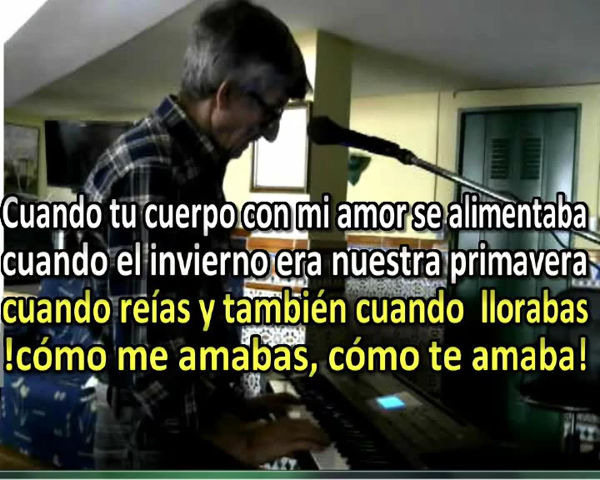 Cuando tu cuerpo con mi amor se alimentaba
cuando el invierno era nuestra primavera
cuando reías y también cuando llorabas
!cómo me amabas, cómo te amaba!